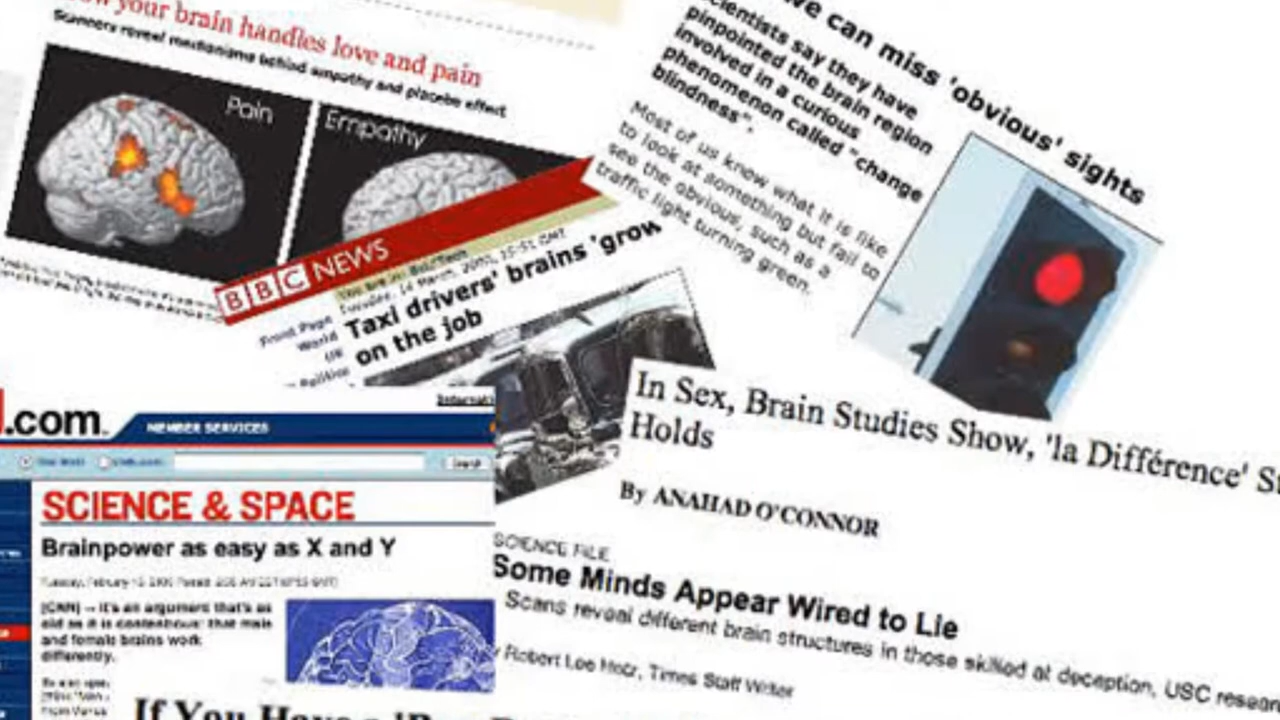 your brain handles love and pain
Scanners reveal mechanisms behind empathy and placebo effect
Pain
Empathy
we can miss 'obvious' sights
scientists say they have
pinpointed the brain region
involved in a curious
phenomenon called "change
blindness".
Most of us know what it is like
to look at something but fail to
see the obvious, such as a
traffic light turning green.
BBC NEWS
Taxi drivers' brains 'grow'
on the job
Front Page
World
UK
Politics
.com
MEMBER SERVICES
Search
SCIENCE & SPACE
Brainpower as easy as X and Y
(CNN) -- It's an argument that's as
old as it is contentious: that male
and female brains work
differently.
In Sex, Brain Studies Show, 'la Différence' St
Holds
By ANAHAD O'CONNOR
SCIENCE FILE
Some Minds Appear Wired to Lie
Scans reveal different brain structures in those skilled at deception, USC resear
Robert Lee Hotz, Times Staff Writer
If You Have a